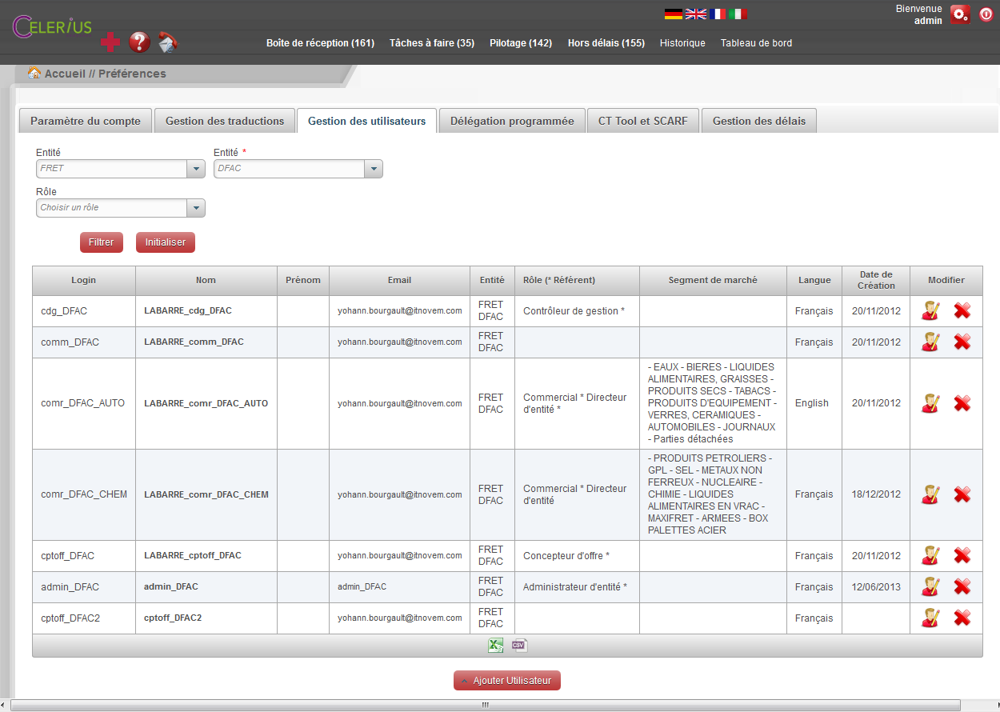 CELERIUS
Bienvenue
admin
Boîte de réception (161) Tâches à faire (35) Pilotage (142) Hors délais (155) Historique Tableau de bord
Accueil // Préférences
Paramètre du compte Gestion des traductions Gestion des utilisateurs Délégation programmée CT Tool et SCARF Gestion des délais
Entité Entité *
FRET DFAC
Rôle
Choisir un rôle
Filtrer Initialiser
Login Nom Prénom Email Entité Rôle (* Référent) Segment de marché Langue Date de Création Modifier
cdg_DFAC LABARRE_cdg_DFAC yohann.bourgault@itnovem.com FRET DFAC Contrôleur de gestion * Français 20/11/2012
comm_DFAC LABARRE_comm_DFAC yohann.bourgault@itnovem.com FRET DFAC Français 20/11/2012
comr_DFAC_AUTO LABARRE_comr_DFAC_AUTO yohann.bourgault@itnovem.com FRET DFAC Commercial * Directeur d'entité * - EAUX - BIERES - LIQUIDES ALIMENTAIRES, GRAISSES - PRODUITS SECS - TABACS - PRODUITS D'EQUIPEMENT - VERRES, CERAMIQUES - AUTOMOBILES - JOURNAUX - Parties détachées English 20/11/2012
comr_DFAC_CHEM LABARRE_comr_DFAC_CHEM yohann.bourgault@itnovem.com FRET DFAC Commercial * Directeur d'entité - PRODUITS PETROLIERS - GPL - SEL - METAUX NON FERREUX - NUCLEAIRE - CHIMIE - LIQUIDES ALIMENTAIRES EN VRAC - MAXIFRET - ARMEES - BOX PALETTES ACIER Français 18/12/2012
cptoff_DFAC LABARRE_cptoff_DFAC yohann.bourgault@itnovem.com FRET DFAC Concepteur d'offre * Français 20/11/2012
admin_DFAC admin_DFAC admin_DFAC FRET DFAC Administrateur d'entité * Français 12/06/2013
cptoff_DFAC2 cptoff_DFAC2 yohann.bourgault@itnovem.com FRET DFAC Français
CSV
Ajouter Utilisateur